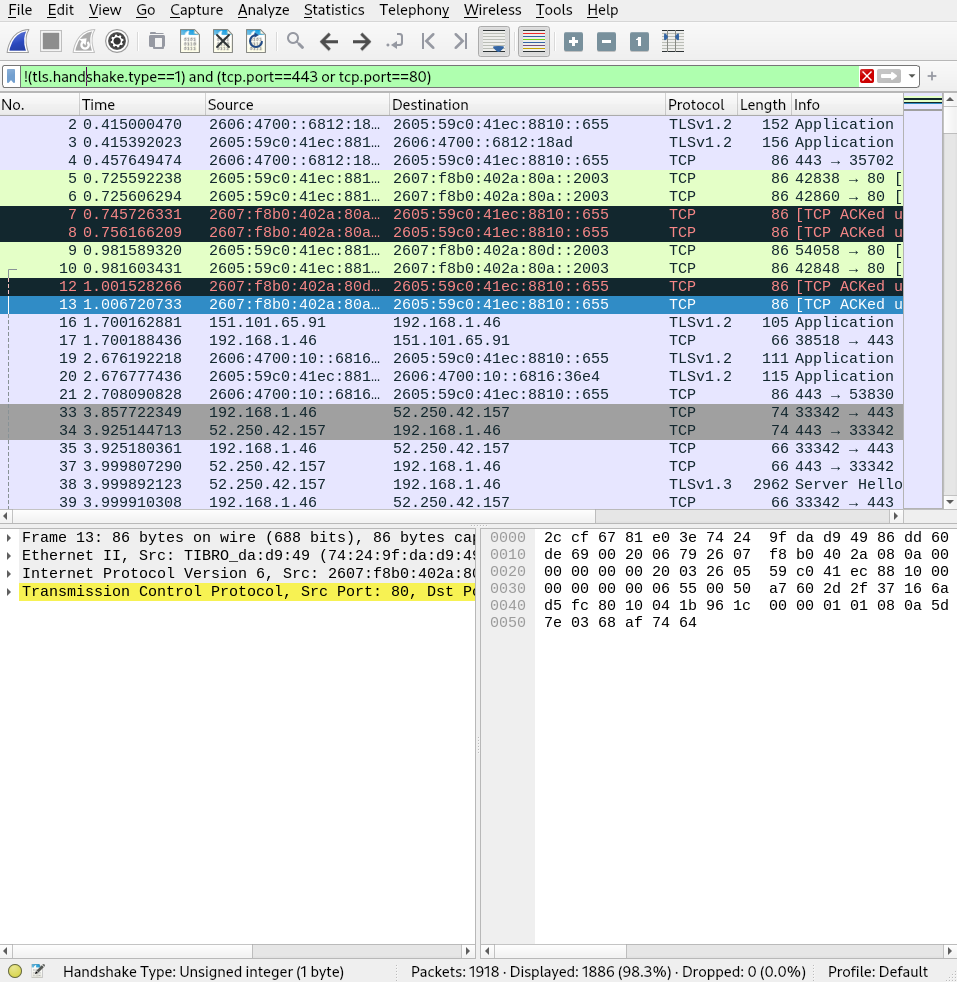 File Edit View Go Capture Analyze Statistics Telephony Wireless Tools Help
!(tls.handshake.type==1) and (tcp.port==443 or tcp.port==80)
No. Time Source Destination Protocol Length Info
2 0.415000470 2606:4700::6812:18… 2605:59c0:41ec:8810::655 TLSv1.2 152 Application
3 0.415392023 2605:59c0:41ec:881… 2606:4700::6812:18ad TLSv1.2 156 Application
4 0.457649474 2606:4700::6812:18… 2605:59c0:41ec:8810::655 TCP 86 443 → 35702
5 0.725592238 2605:59c0:41ec:881… 2607:f8b0:402a:80a::2003 TCP 86 42838 → 80 [
6 0.725606294 2605:59c0:41ec:881… 2607:f8b0:402a:80a::2003 TCP 86 42860 → 80 [
7 0.745726331 2607:f8b0:402a:80a… 2605:59c0:41ec:8810::655 TCP 86 [TCP ACKed u
8 0.756166209 2607:f8b0:402a:80a… 2605:59c0:41ec:8810::655 TCP 86 [TCP ACKed u
9 0.981589320 2605:59c0:41ec:881… 2607:f8b0:402a:80d::2003 TCP 86 54058 → 80 [
10 0.981603431 2605:59c0:41ec:881… 2607:f8b0:402a:80a::2003 TCP 86 42848 → 80 [
12 1.001528266 2607:f8b0:402a:80d… 2605:59c0:41ec:8810::655 TCP 86 [TCP ACKed u
13 1.006720733 2607:f8b0:402a:80a… 2605:59c0:41ec:8810::655 TCP 86 [TCP ACKed u
16 1.700162881 151.101.65.91 192.168.1.46 TLSv1.2 105 Application
17 1.700188436 192.168.1.46 151.101.65.91 TCP 66 38518 → 443
19 2.676192218 2606:4700:10::6816… 2605:59c0:41ec:8810::655 TLSv1.2 111 Application
20 2.676777436 2605:59c0:41ec:881… 2606:4700:10::6816:36e4 TLSv1.2 115 Application
21 2.708090828 2606:4700:10::6816… 2605:59c0:41ec:8810::655 TCP 86 443 → 53830
33 3.857722349 192.168.1.46 52.250.42.157 TCP 74 33342 → 443
34 3.925144713 52.250.42.157 192.168.1.46 TCP 74 443 → 33342
35 3.925180361 192.168.1.46 52.250.42.157 TCP 66 33342 → 443
37 3.999807290 52.250.42.157 192.168.1.46 TCP 66 443 → 33342
38 3.999892123 52.250.42.157 192.168.1.46 TLSv1.3 2962 Server Hello
39 3.999910308 192.168.1.46 52.250.42.157 TCP 66 33342 → 443
Frame 13: 86 bytes on wire (688 bits), 86 bytes cap
Ethernet II, Src: TIBRO_da:d9:49 (74:24:9f:da:d9:49
Internet Protocol Version 6, Src: 2607:f8b0:402a:80
Transmission Control Protocol, Src Port: 80, Dst Po
0000 2c cf 67 81 e0 3e 74 24 9f da d9 49 86 dd 60
0010 de 69 00 20 06 79 26 07 f8 b0 40 2a 08 0a 00
0020 00 00 00 00 20 03 26 05 59 c0 41 ec 88 10 00
0030 00 00 00 00 06 55 00 50 a7 60 2d 2f 37 16 6a
0040 d5 fc 80 10 04 1b 96 1c 00 00 01 01 08 0a 5d
0050 7e 03 68 af 74 64
Handshake Type: Unsigned integer (1 byte) Packets: 1918 · Displayed: 1886 (98.3%) · Dropped: 0 (0.0%) Profile: Default